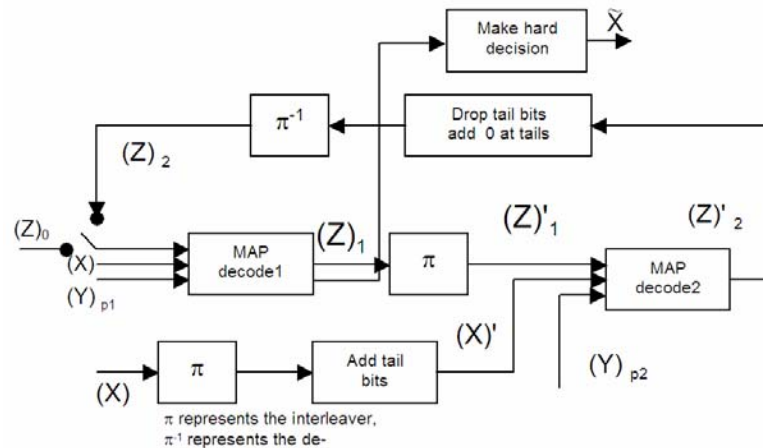 Make hard
decision
X̃
π⁻¹
Drop tail bits
add 0 at tails
(Z) ₂
(Z)₀
(X)
(Y) ₚ₁
MAP
decode1
(Z)₁
π
(Z)'₁
(Z)'₂
MAP
decode2
(X)'
(Y) ₚ₂
(X)
π
Add tail
bits
π represents the interleaver,
π⁻¹ represents the de-